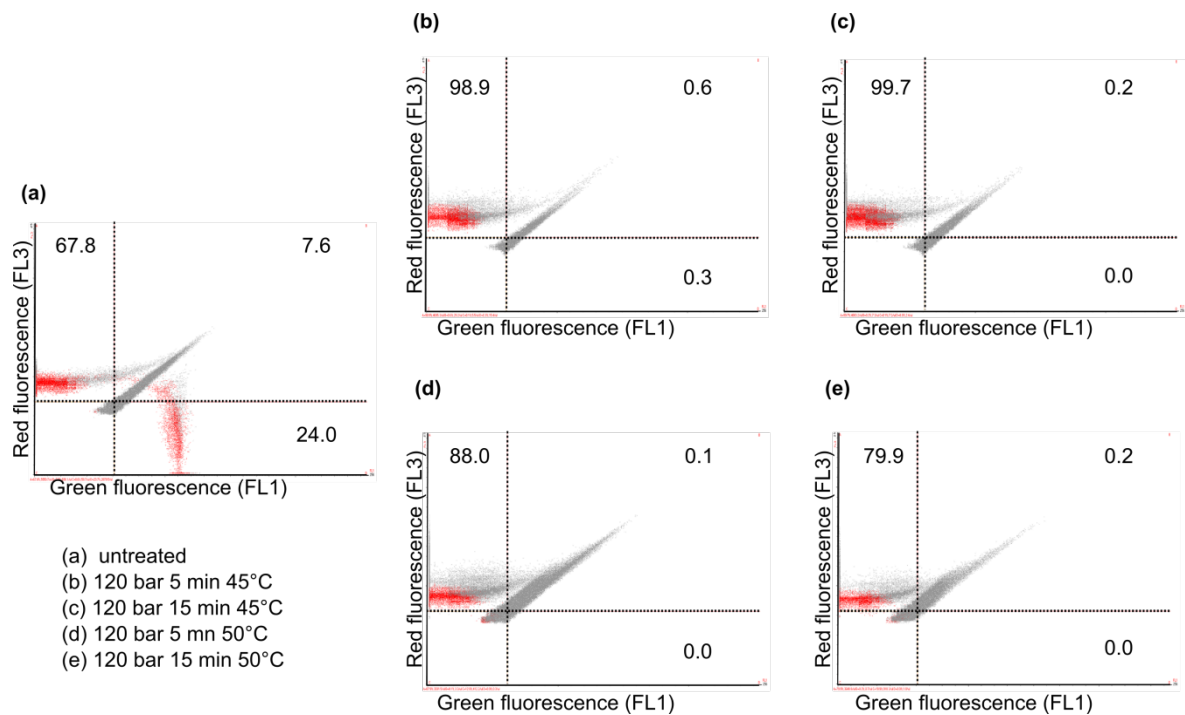 (a)
67.8
7.6
24.0
Red fluorescence (FL3)
Green fluorescence (FL1)
(b)
98.9
0.6
0.3
Red fluorescence (FL3)
Green fluorescence (FL1)
(c)
99.7
0.2
0.0
Red fluorescence (FL3)
Green fluorescence (FL1)
(d)
88.0
0.1
0.0
Red fluorescence (FL3)
Green fluorescence (FL1)
(e)
79.9
0.2
0.0
Red fluorescence (FL3)
Green fluorescence (FL1)
(a) untreated
(b) 120 bar 5 min 45°C
(c) 120 bar 15 min 45°C
(d) 120 bar 5 mn 50°C
(e) 120 bar 15 min 50°C